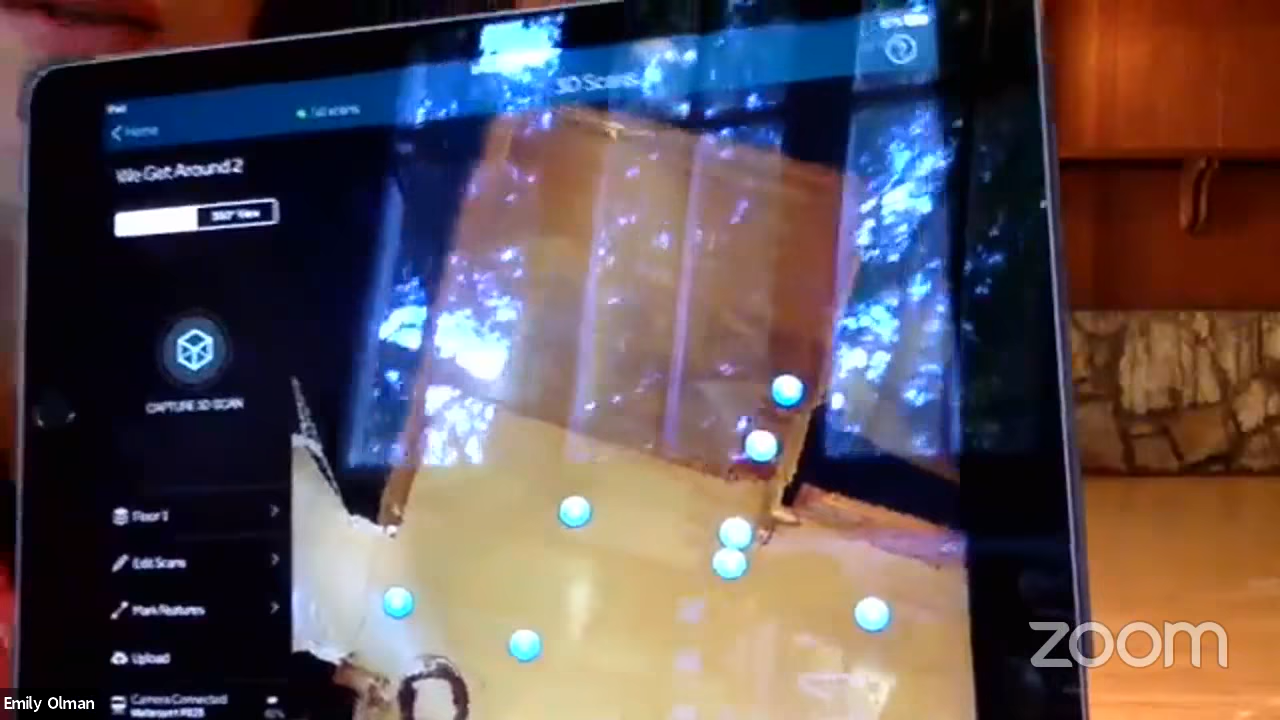 iPad
Home
3D Scans
We Get Around 2
360° View
CAPTURE 3D SCAN
Floor 1
Edit Scans
Mark Features
Upload
Camera Connected
zoom
Emily Olman